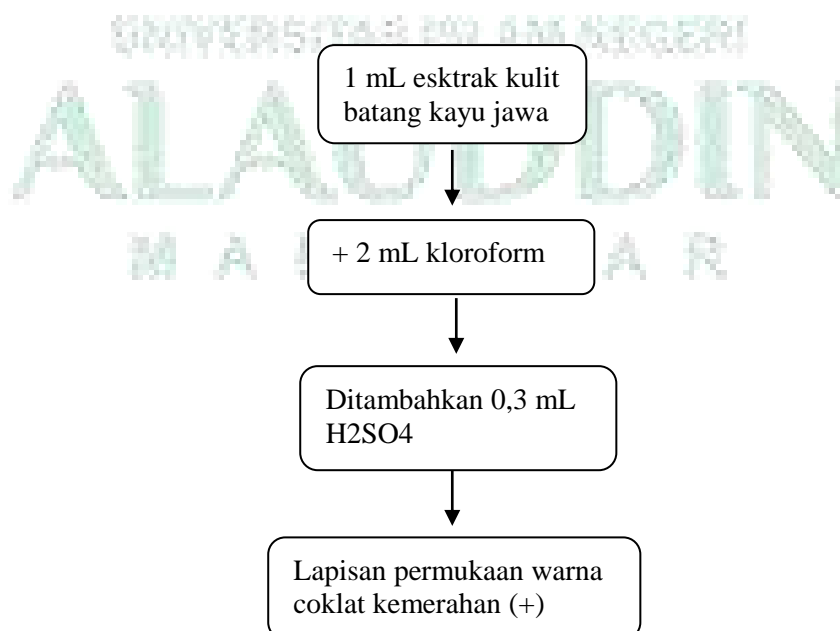 UNIVERSITAS ISLAM NEGERI
ALAUDDIN
1 mL esktrak kulit
batang kayu jawa
M A A R
+ 2 mL kloroform
Ditambahkan 0,3 mL
H2SO4
Lapisan permukaan warna
coklat kemerahan (+)